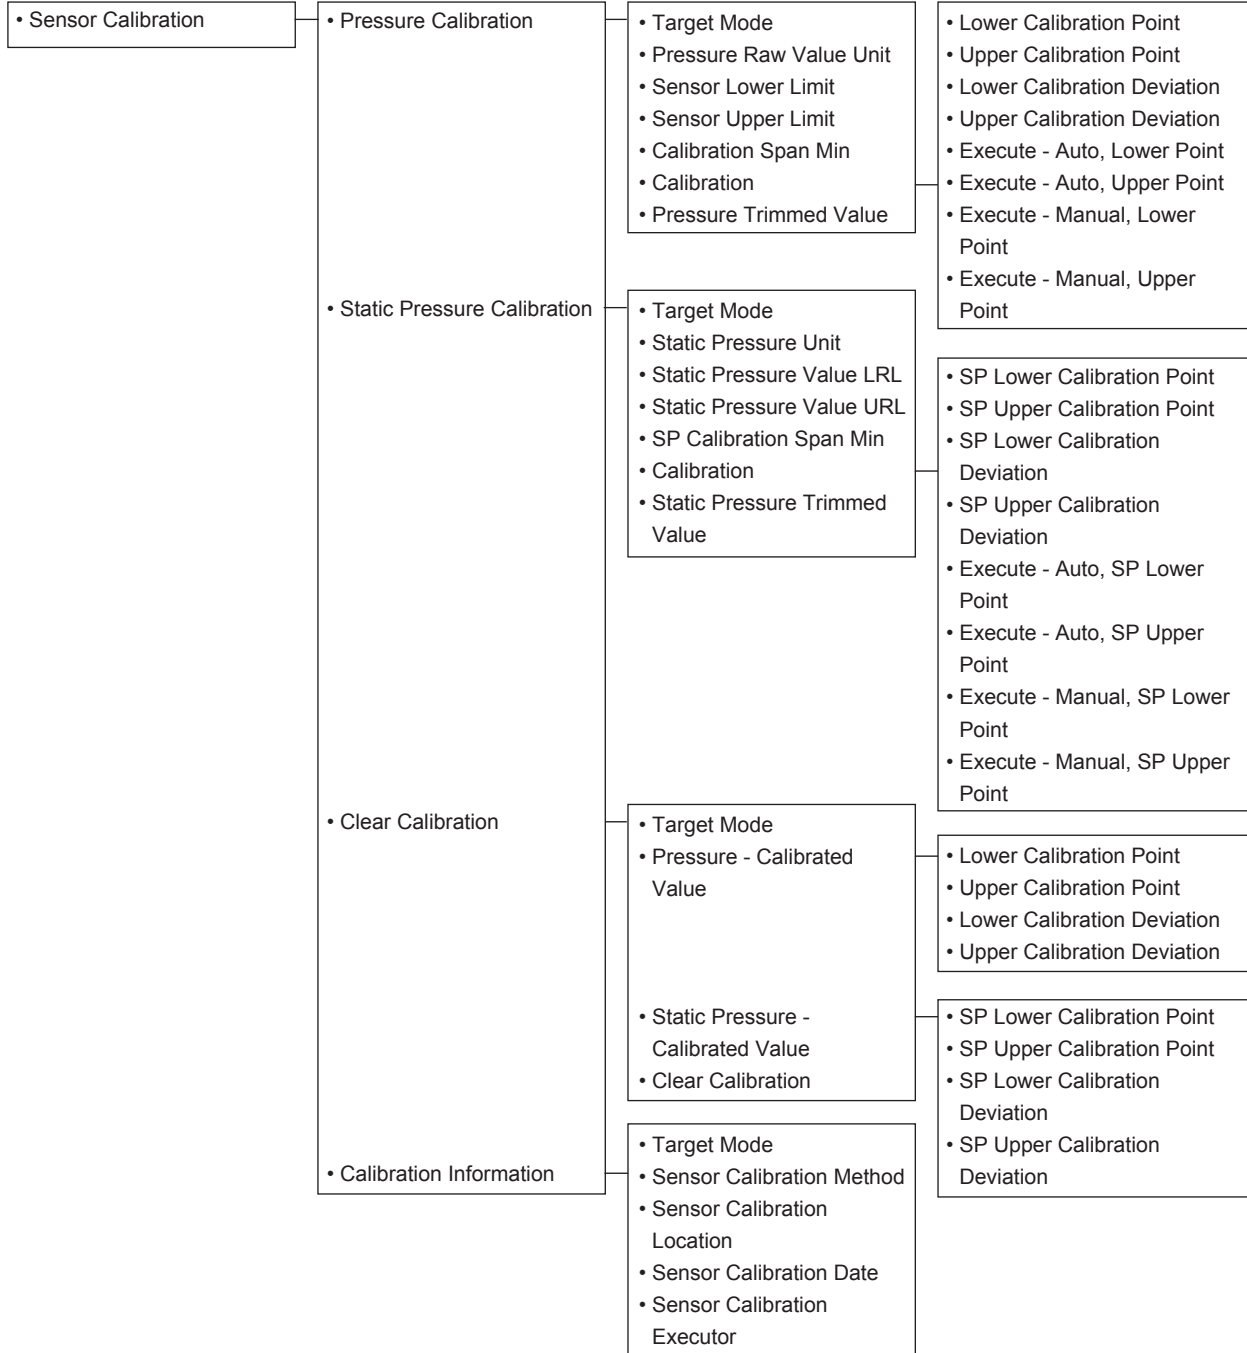 • Sensor Calibration
• Pressure Calibration
• Static Pressure Calibration
• Clear Calibration
• Calibration Information
• Target Mode
• Pressure Raw Value Unit
• Sensor Lower Limit
• Sensor Upper Limit
• Calibration Span Min
• Calibration
• Pressure Trimmed Value
• Lower Calibration Point
• Upper Calibration Point
• Lower Calibration Deviation
• Upper Calibration Deviation
• Execute - Auto, Lower Point
• Execute - Auto, Upper Point
• Execute - Manual, Lower
Point
• Execute - Manual, Upper
Point
• Target Mode
• Static Pressure Unit
• Static Pressure Value LRL
• Static Pressure Value URL
• SP Calibration Span Min
• Calibration
• Static Pressure Trimmed
Value
• SP Lower Calibration Point
• SP Upper Calibration Point
• SP Lower Calibration
Deviation
• SP Upper Calibration
Deviation
• Execute - Auto, SP Lower
Point
• Execute - Auto, SP Upper
Point
• Execute - Manual, SP Lower
Point
• Execute - Manual, SP Upper
Point
• Target Mode
• Pressure - Calibrated
Value
• Static Pressure -
Calibrated Value
• Clear Calibration
• Lower Calibration Point
• Upper Calibration Point
• Lower Calibration Deviation
• Upper Calibration Deviation
• SP Lower Calibration Point
• SP Upper Calibration Point
• SP Lower Calibration
Deviation
• SP Upper Calibration
Deviation
• Target Mode
• Sensor Calibration Method
• Sensor Calibration
Location
• Sensor Calibration Date
• Sensor Calibration
Executor